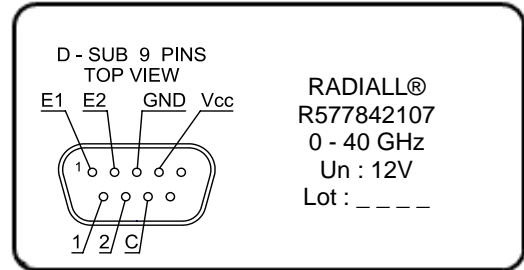 D - SUB 9 PINS
TOP VIEW
E1 E2 GND Vcc
1
1 2 C
RADIALL®
R577842107
0 - 40 GHz
Un : 12V
Lot : _ _ _ _